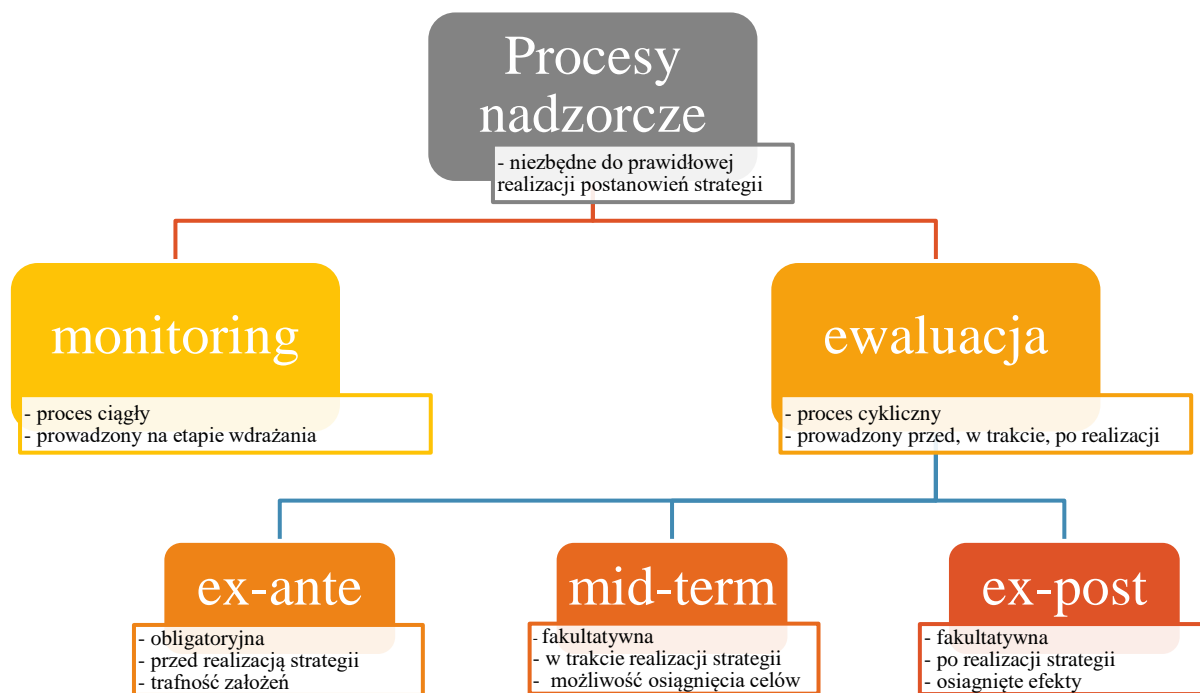 Procesy
nadzorcze
- niezbędne do prawidłowej
realizacji postanowień strategii
monitoring
- proces ciągły
- prowadzony na etapie wdrażania
ewaluacja
- proces cykliczny
- prowadzony przed, w trakcie, po realizacji
ex-ante
- obligatoryjna
- przed realizacją strategii
- trafność założeń
mid-term
- fakultatywna
- w trakcie realizacji strategii
- możliwość osiągnięcia celów
ex-post
- fakultatywna
- po realizacji strategii
- osiagnięte efekty